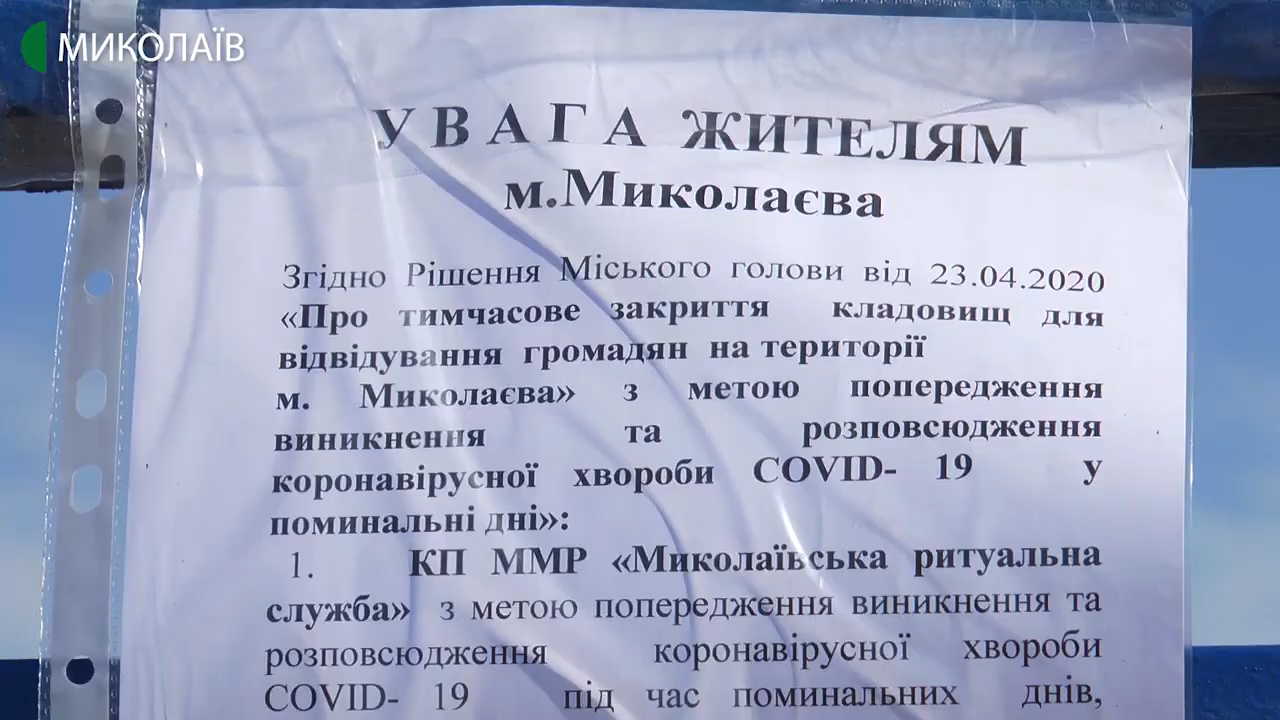 МИКОЛАЇВ
У В А Г А ЖИТЕЛЯМ
м.Миколаєва
Згідно Рішення Міського голови від 23.04.2020
«Про тимчасове закриття кладовищ для
відвідування громадян на території
м. Миколаєва» з метою попередження
виникнення та розповсюдження
коронавірусної хвороби COVID- 19 у
поминальні дні»:
1. КП ММР «Миколаївська ритуальна
служба» з метою попередження виникнення та
розповсюдження коронавірусної хвороби
COVID- 19 під час поминальних днів,